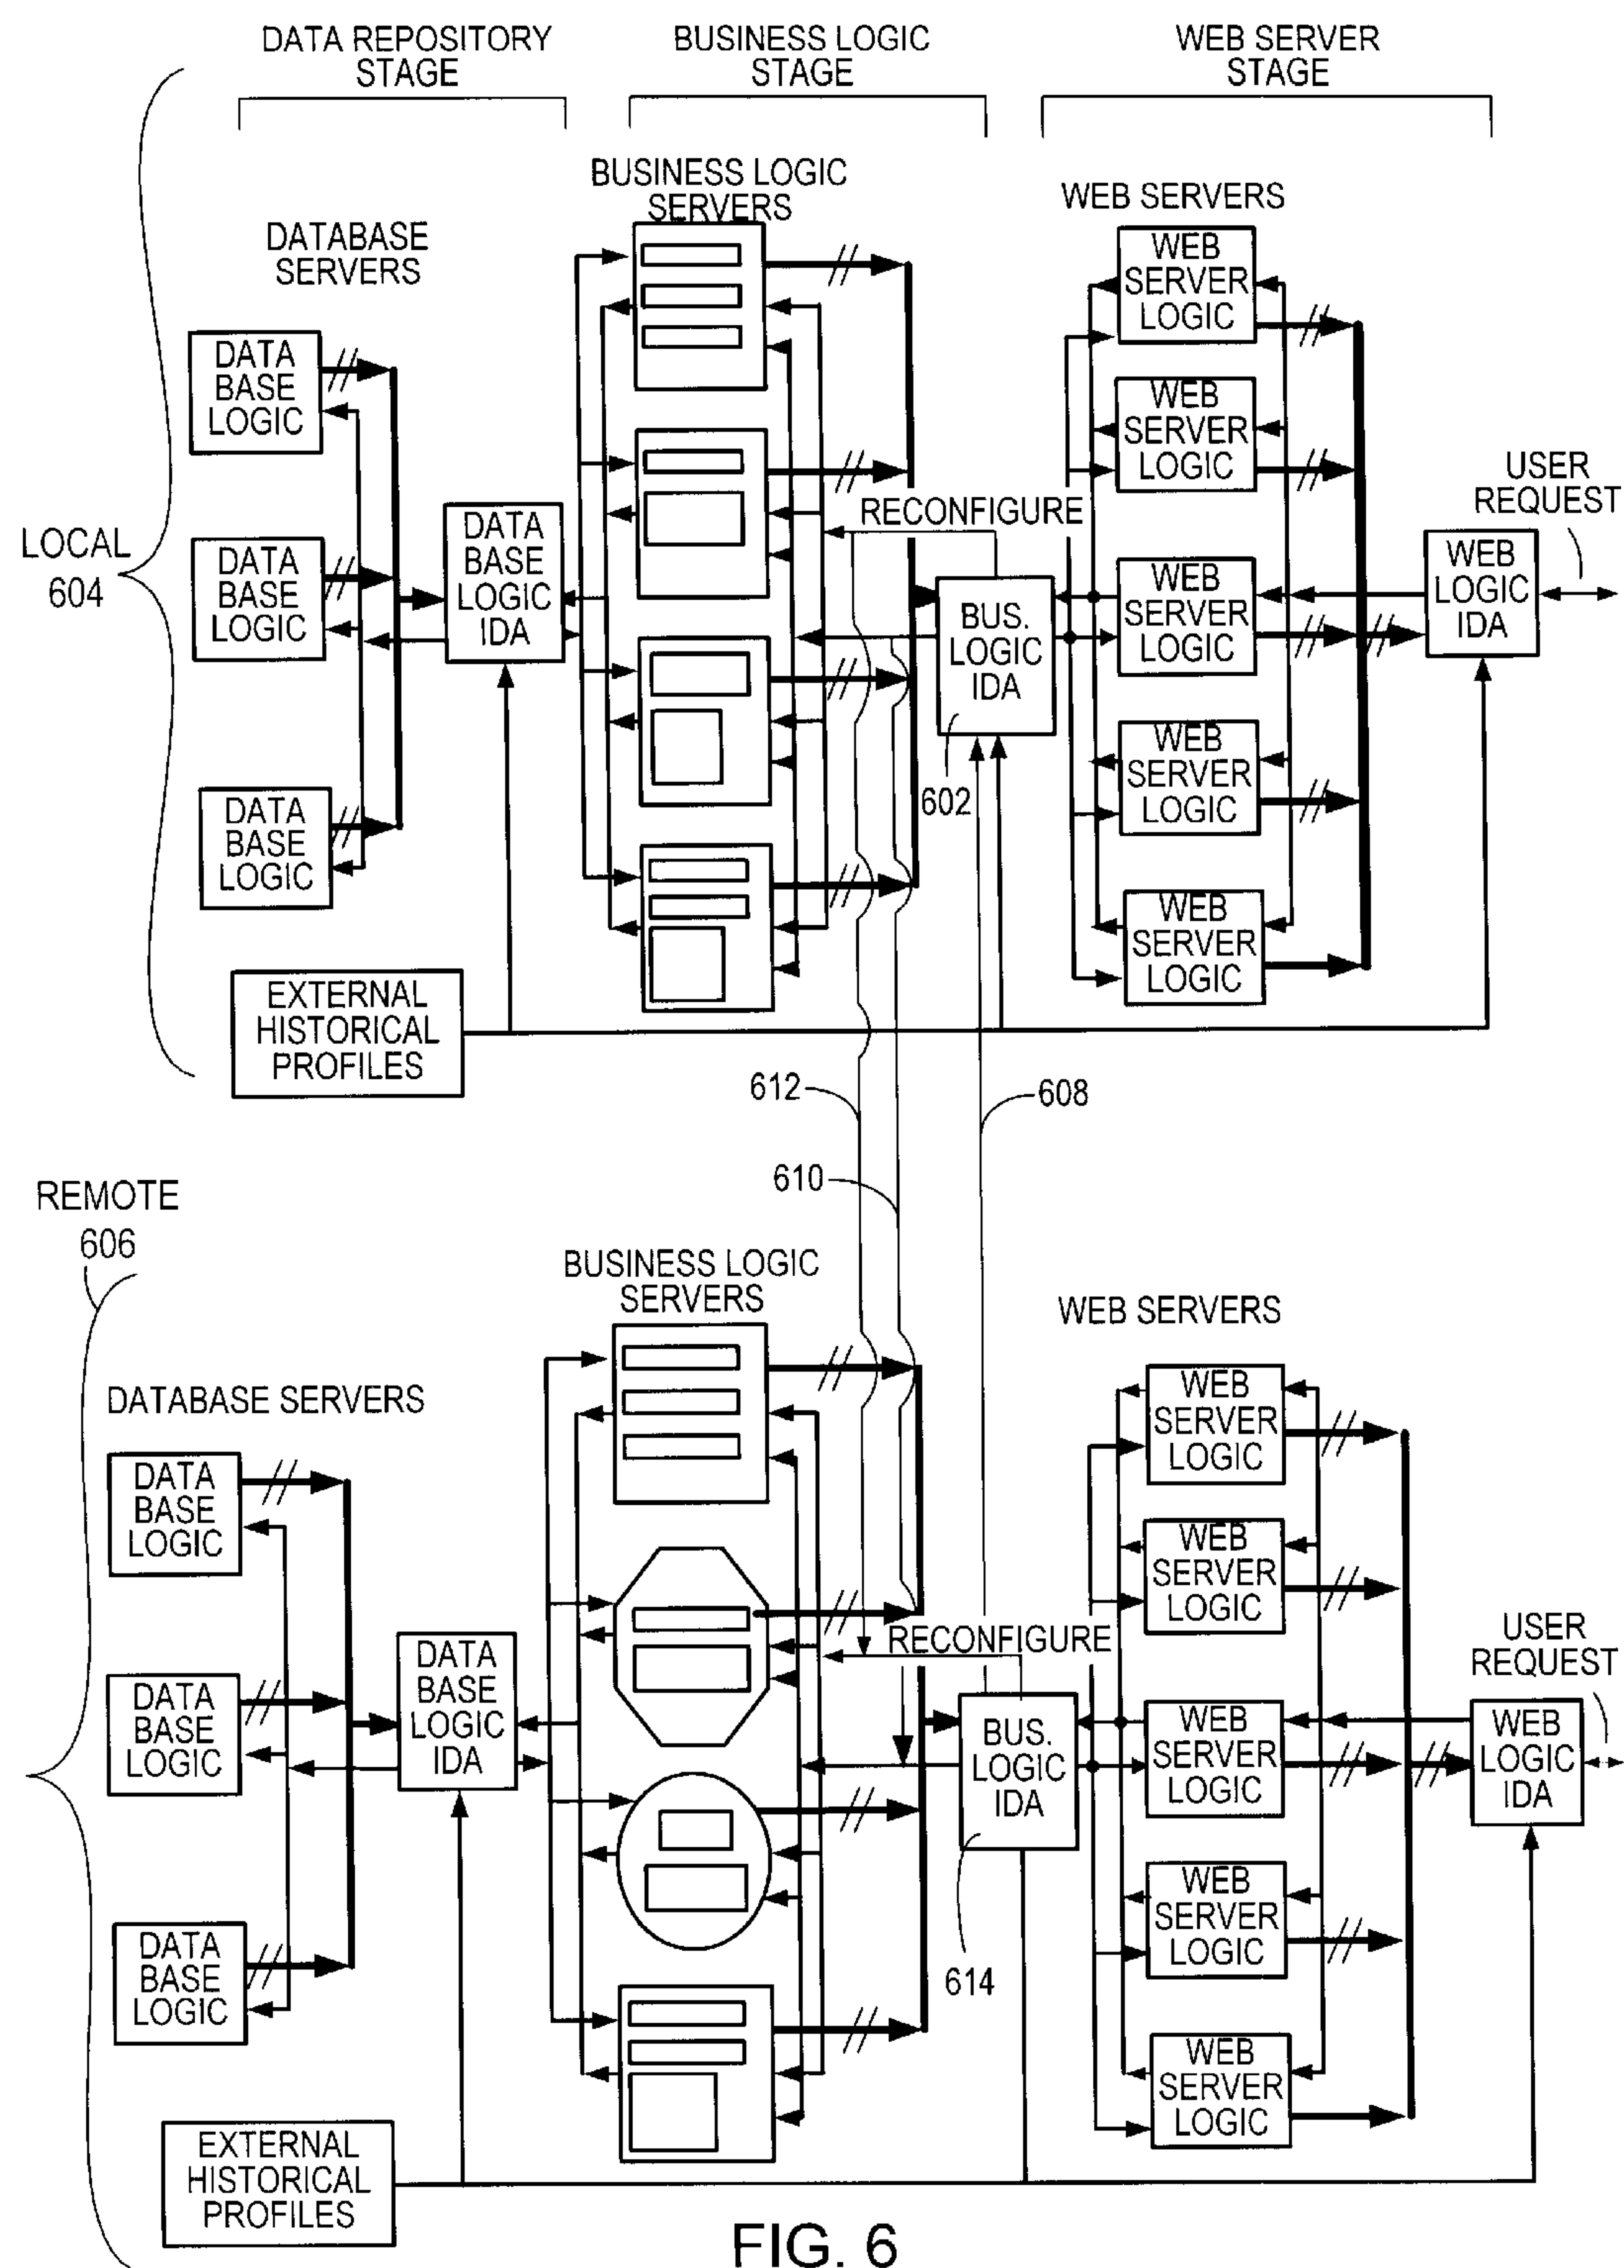 DATA REPOSITORY
STAGE
BUSINESS LOGIC
STAGE
WEB SERVER
STAGE
BUSINESS LOGIC
SERVERS
WEB SERVERS
DATABASE
SERVERS
WEB
SERVER
LOGIC
DATA
BASE
LOGIC
WEB
SERVER
LOGIC
USER
REQUEST
RECONFIGURE
LOCAL
604
DATA
BASE
LOGIC
DATA
BASE
LOGIC
IDA
BUS.
LOGIC
IDA
WEB
SERVER
LOGIC
WEB
LOGIC
IDA
602
WEB
SERVER
LOGIC
DATA
BASE
LOGIC
WEB
SERVER
LOGIC
EXTERNAL
HISTORICAL
PROFILES
612
608
610
REMOTE
606
BUSINESS LOGIC
SERVERS
WEB SERVERS
DATABASE SERVERS
WEB
SERVER
LOGIC
DATA
BASE
LOGIC
WEB
SERVER
LOGIC
RECONFIGURE
USER
REQUEST
DATA
BASE
LOGIC
DATA
BASE
LOGIC
IDA
BUS.
LOGIC
IDA
WEB
SERVER
LOGIC
WEB
LOGIC
IDA
WEB
SERVER
LOGIC
614
DATA
BASE
LOGIC
WEB
SERVER
LOGIC
EXTERNAL
HISTORICAL
PROFILES
FIG. 6